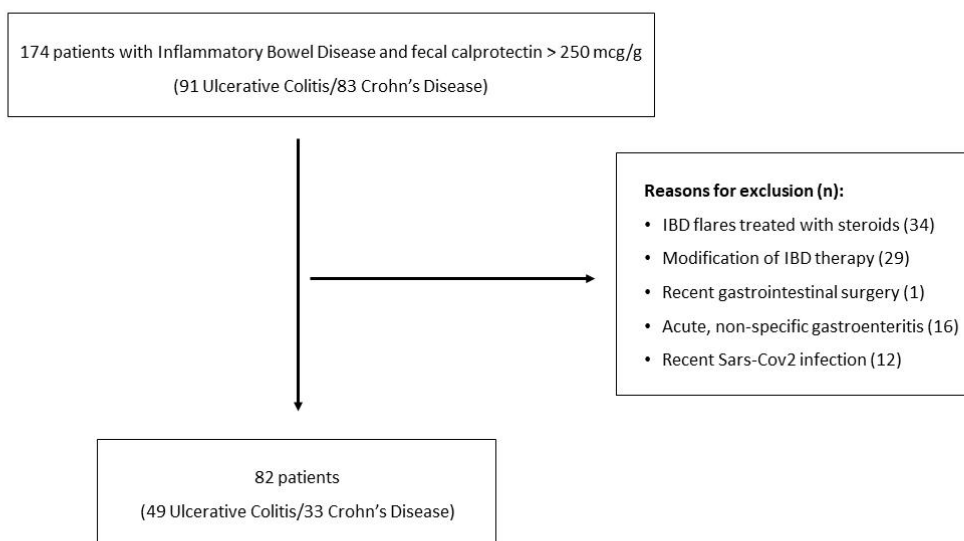 174 patients with Inflammatory Bowel Disease and fecal calprotectin > 250 mcg/g
(91 Ulcerative Colitis/83 Crohn’s Disease)
Reasons for exclusion (n):
• IBD flares treated with steroids (34)
• Modification of IBD therapy (29)
• Recent gastrointestinal surgery (1)
• Acute, non-specific gastroenteritis (16)
• Recent Sars-Cov2 infection (12)
82 patients
(49 Ulcerative Colitis/33 Crohn’s Disease)